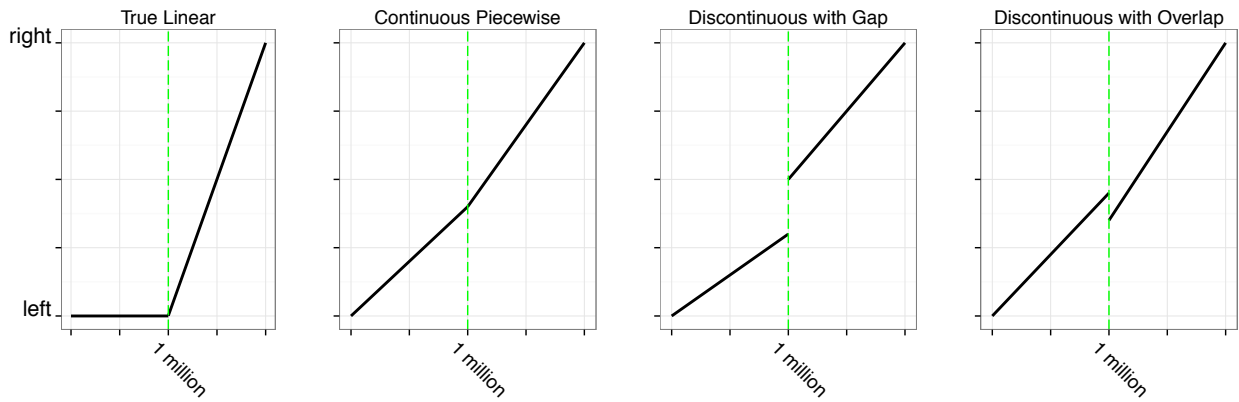 True Linear
Continuous Piecewise
Discontinuous with Gap
Discontinuous with Overlap
right
left
1 million
1 million
1 million
1 million